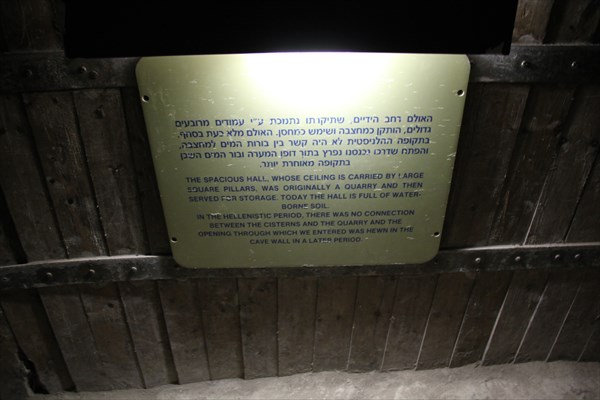 האולם רחב הידיים, שתיקרתו נתמכת ע״י עמודים מרובעים
גדולים, הותקן כמחצבה ושימש כמחסן. האולם מלא כעת בסחף.
בתקופה ההלניסטית לא היה קשר בין בורות המים למחצבה,
והפתח שדרכו נכנסנו נפרץ בתוך דופן המערה ובור המים השכן
בתקופה מאוחרת יותר.
THE SPACIOUS HALL, WHOSE CEILING IS CARRIED BY LARGE
SQUARE PILLARS, WAS ORIGINALLY A QUARRY AND THEN
SERVED FOR STORAGE. TODAY THE HALL IS FULL OF WATER-
BORNE SOIL.
IN THE HELLENISTIC PERIOD, THERE WAS NO CONNECTION
BETWEEN THE CISTERNS AND THE QUARRY AND THE
OPENING THROUGH WHICH WE ENTERED WAS HEWN IN THE
CAVE WALL IN A LATER PERIOD.